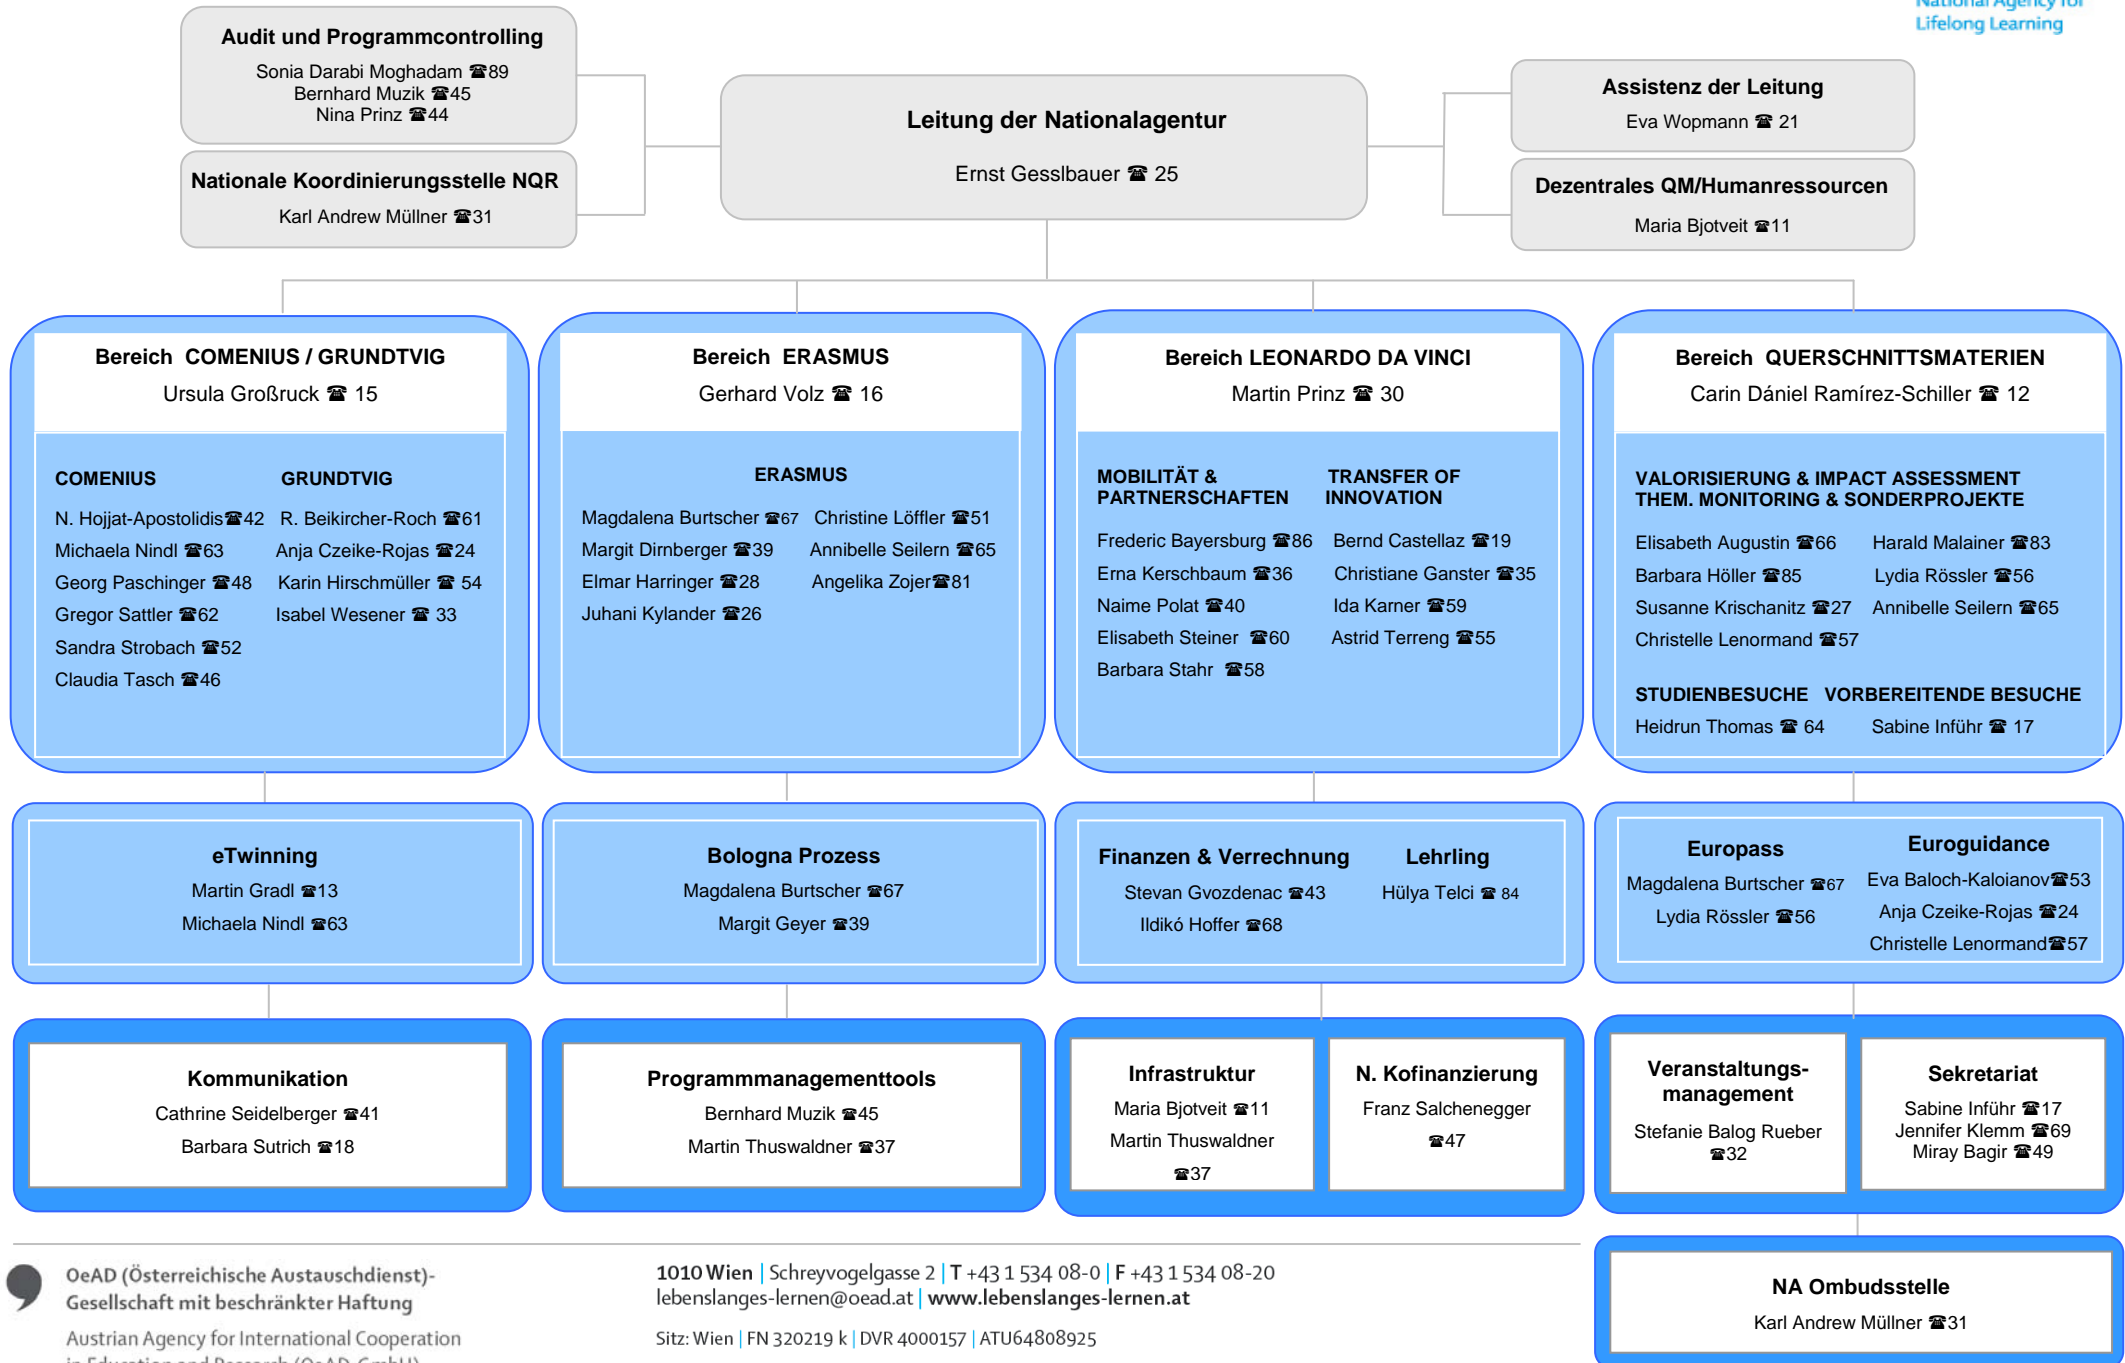 National Agency for
Lifelong Learning
Audit und Programmcontrolling
Sonia Darabi Moghadam ☎89
Bernhard Muzik ☎45
Nina Prinz ☎44
Nationale Koordinierungsstelle NQR
Karl Andrew Müllner ☎31
Leitung der Nationalagentur
Ernst Gesslbauer ☎ 25
Assistenz der Leitung
Eva Wopmann ☎ 21
Dezentrales QM/Humanressourcen
Maria Bjotveit ☎11
Bereich COMENIUS / GRUNDTVIG
Ursula Großruck ☎ 15
COMENIUS
N. Hojjat-Apostolidis☎42
Michaela Nindl ☎63
Georg Paschinger ☎48
Gregor Sattler ☎62
Sandra Strobach ☎52
Claudia Tasch ☎46
GRUNDTVIG
R. Beikircher-Roch ☎61
Anja Czeike-Rojas ☎24
Karin Hirschmüller ☎ 54
Isabel Wesener ☎ 33
Bereich ERASMUS
Gerhard Volz ☎ 16
ERASMUS
Magdalena Burtscher ☎67
Margit Dirnberger ☎39
Elmar Harringer ☎28
Juhani Kylander ☎26
Christine Löffler ☎51
Annibelle Seilern ☎65
Angelika Zojer☎81
Bereich LEONARDO DA VINCI
Martin Prinz ☎ 30
MOBILITÄT &
PARTNERSCHAFTEN
Frederic Bayersburg ☎86
Erna Kerschbaum ☎36
Naime Polat ☎40
Elisabeth Steiner ☎60
Barbara Stahr ☎58
TRANSFER OF
INNOVATION
Bernd Castellaz ☎19
Christiane Ganster ☎35
Ida Karner ☎59
Astrid Terreng ☎55
Bereich QUERSCHNITTSMATERIEN
Carin Dániel Ramírez-Schiller ☎ 12
VALORISIERUNG & IMPACT ASSESSMENT
THEM. MONITORING & SONDERPROJEKTE
Elisabeth Augustin ☎66
Barbara Höller ☎85
Susanne Krischanitz ☎27
Christelle Lenormand ☎57
Harald Malainer ☎83
Lydia Rössler ☎56
Annibelle Seilern ☎65
STUDIENBESUCHE
Heidrun Thomas ☎ 64
VORBEREITENDE BESUCHE
Sabine Inführ ☎ 17
eTwinning
Martin Gradl ☎13
Michaela Nindl ☎63
Bologna Prozess
Magdalena Burtscher ☎67
Margit Geyer ☎39
Finanzen & Verrechnung
Stevan Gvozdenac ☎43
Ildikó Hoffer ☎68
Lehrling
Hülya Telci ☎ 84
Europass
Magdalena Burtscher ☎67
Lydia Rössler ☎56
Euroguidance
Eva Baloch-Kaloianov☎53
Anja Czeike-Rojas ☎24
Christelle Lenormand☎57
Kommunikation
Cathrine Seidelberger ☎41
Barbara Sutrich ☎18
Programmmanagementtools
Bernhard Muzik ☎45
Martin Thuswaldner ☎37
Infrastruktur
Maria Bjotveit ☎11
Martin Thuswaldner
☎37
N. Kofinanzierung
Franz Salchenegger
☎47
Veranstaltungs-
management
Stefanie Balog Rueber
☎32
Sekretariat
Sabine Inführ ☎17
Jennifer Klemm ☎69
Miray Bagir ☎49
NA Ombudsstelle
Karl Andrew Müllner ☎31
OeAD (Österreichische Austauschdienst)-
Gesellschaft mit beschränkter Haftung
Austrian Agency for International Cooperation
in Education and Research (OeAD-GmbH)
1010 Wien | Schreyvogelgasse 2 | T +43 1 534 08-0 | F +43 1 534 08-20
lebenslanges-lernen@oead.at | www.lebenslanges-lernen.at
Sitz: Wien | FN 320219 k | DVR 4000157 | ATU64808925